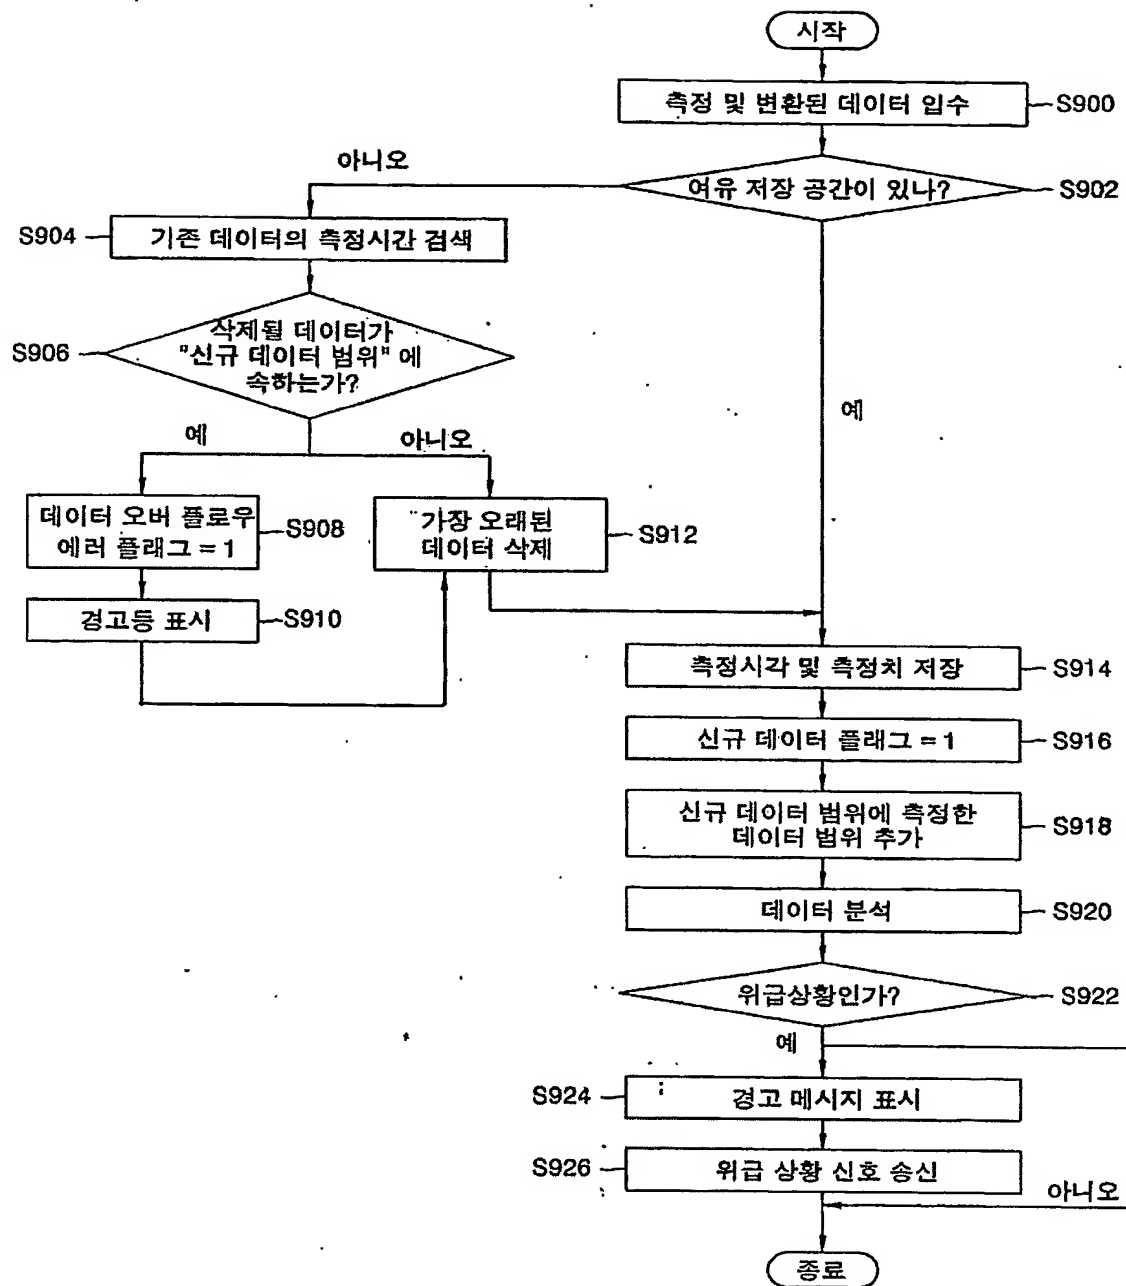 시작
측정 및 변환된 데이터 입수
S900
아니오
여유 저장 공간이 있나?
S902
S904
기존 데이터의 측정시간 검색
S906
삭제될 데이터가
"신규 데이터 범위" 에
속하는가?
예
예
아니오
데이터 오버 플로우
에러 플래그 = 1
S908
가장 오래된
데이터 삭제
S912
경고등 표시
S910
측정시각 및 측정치 저장
S914
신규 데이터 플래그 = 1
S916
신규 데이터 범위에 측정한
데이터 범위 추가
S918
데이터 분석
S920
위급상황인가?
S922
예
S924
경고 메시지 표시
S926
위급 상황 신호 송신
아니오
종료